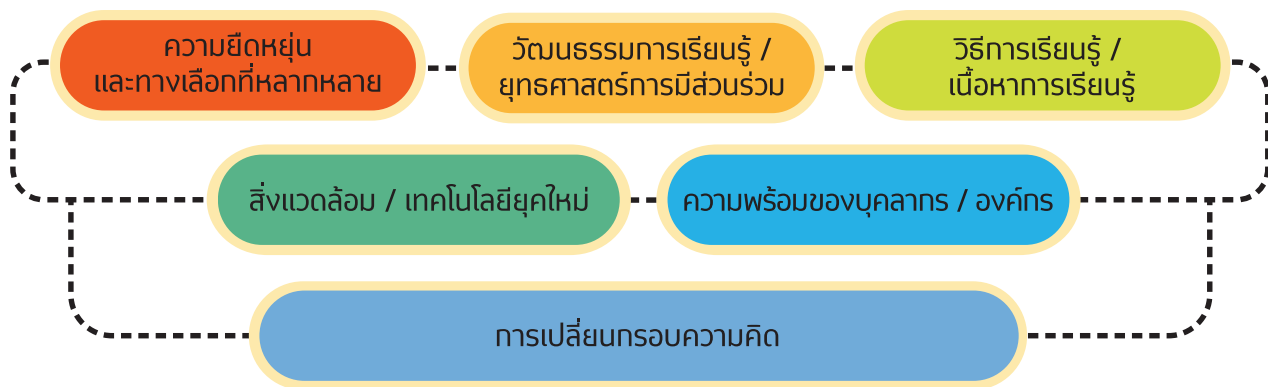 ความยืดหยุ่น
และทางเลือกที่หลากหลาย
วัฒนธรรมการเรียนรู้ /
ยุทธศาสตร์การมีส่วนร่วม
วิธีการเรียนรู้ /
เนื้อหาการเรียนรู้
สิ่งแวดล้อม / เทคโนโลยียุคใหม่
ความพร้อมของบุคลากร / องค์กร
การเปลี่ยนกรอบความคิด